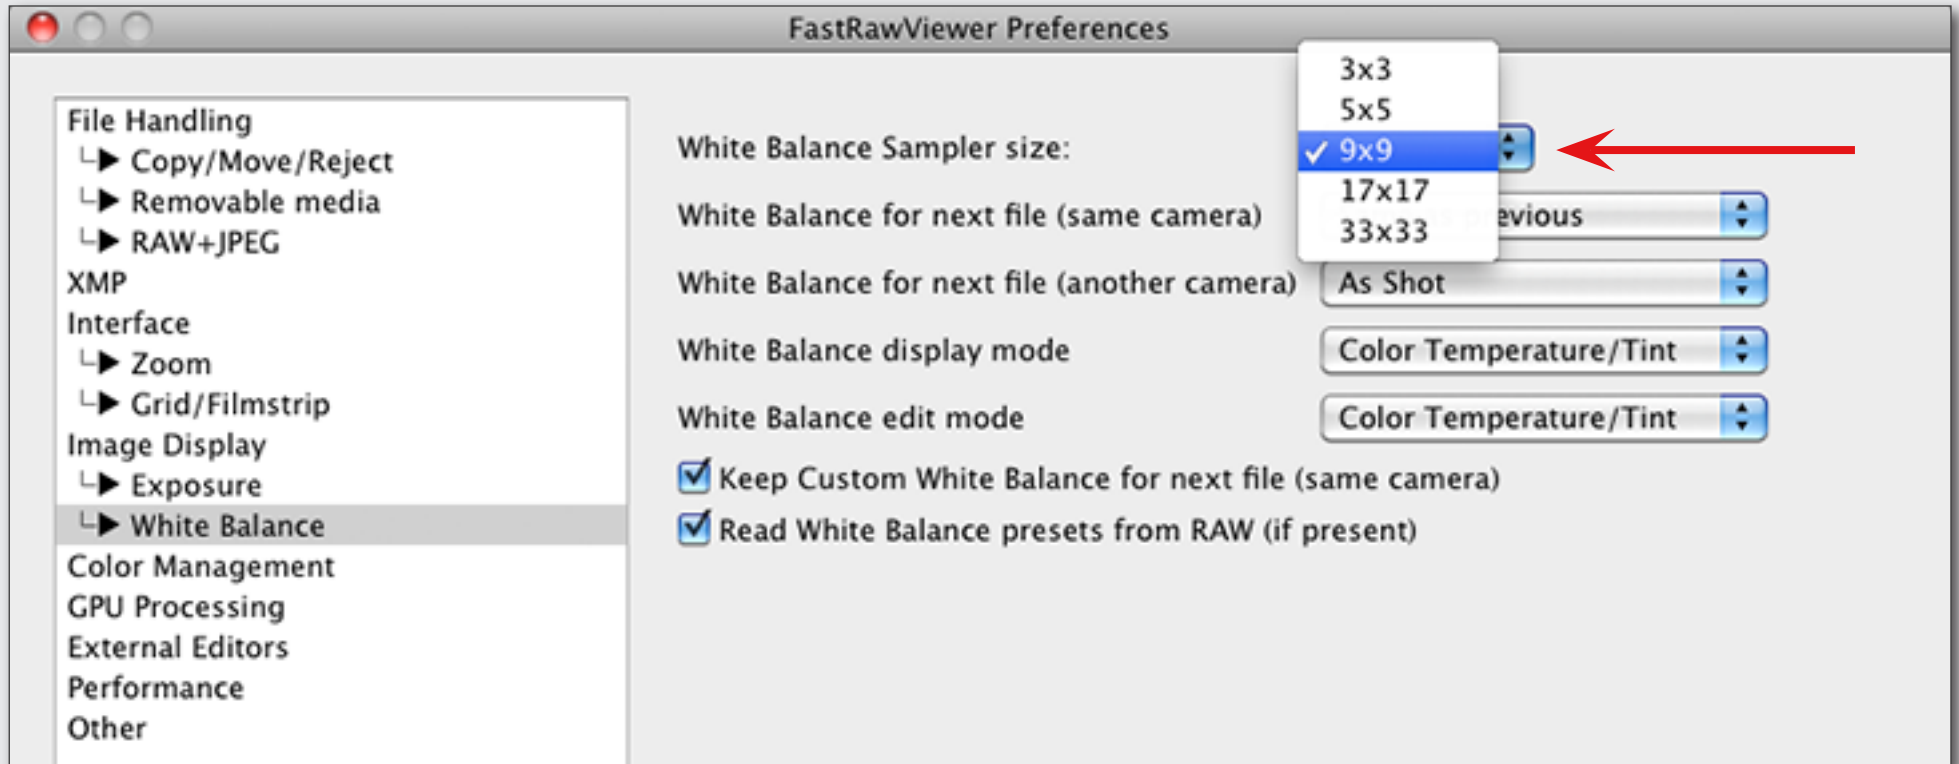 FastRawViewer Preferences
File Handling
Copy/Move/Reject
Removable media
RAW+JPEG
XMP
Interface
Zoom
Grid/Filmstrip
Image Display
Exposure
White Balance
Color Management
GPU Processing
External Editors
Performance
Other
White Balance Sampler size:
3x3
5x5
9x9
17x17
33x33
White Balance for next file (same camera)
White Balance for next file (another camera) As Shot
White Balance display mode Color Temperature/Tint
White Balance edit mode Color Temperature/Tint
Keep Custom White Balance for next file (same camera)
Read White Balance presets from RAW (if present)